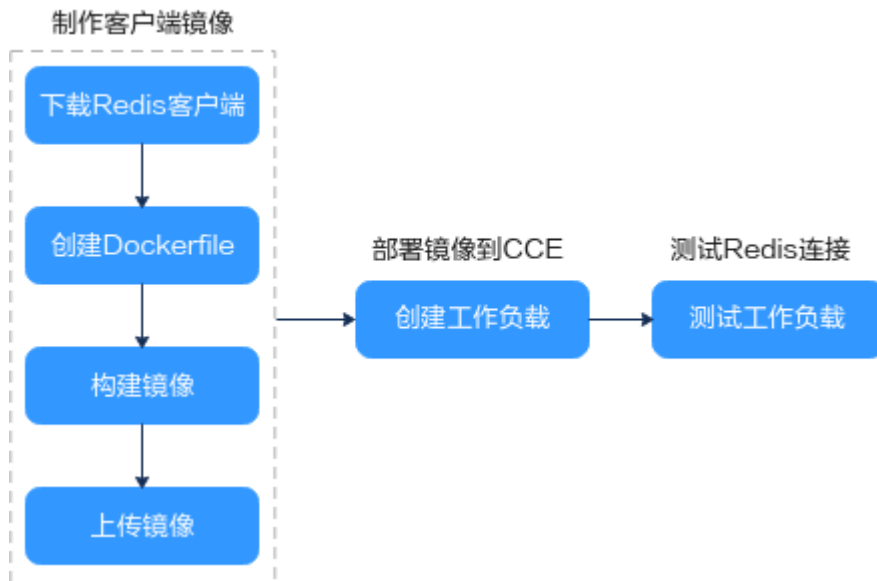 制作客户端镜像
下载Redis客户端
创建Dockerfile
构建镜像
上传镜像
部署镜像到CCE
创建工作负载
测试Redis连接
测试工作负载